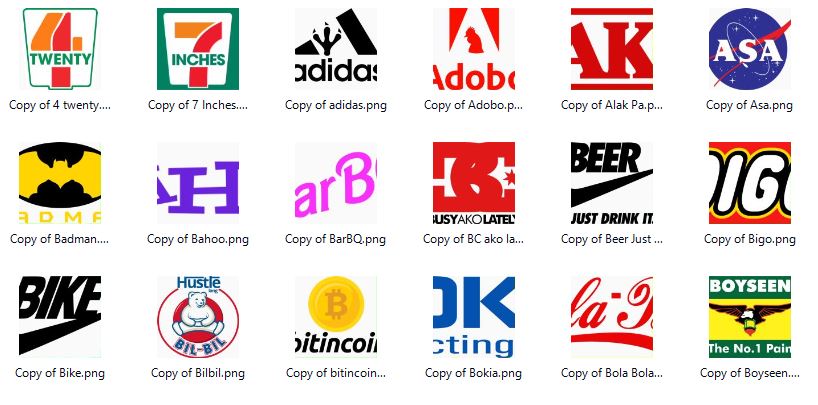 4
TWENTY
7
INCHES
adidas
Adobo
AK
ASA
Copy of 4 twenty....
Copy of 7 Inches....
Copy of adidas.png
Copy of Adobo.p...
Copy of Alak Pa.p...
Copy of Asa.png
ADMA
AH
arB
BC
BUSYAKOLATELY
BEER
JUST DRINK IT.
BIGO
Copy of Badman....
Copy of Bahoo.png
Copy of BarBQ.png
Copy of BC ako la...
Copy of Beer Just ...
Copy of Bigo.png
BIKE
Hustle
lang
BIL-BIL
B
bitincoin
OK
cting
la-B
BOYSEEN
The No.1 Pain
Copy of Bike.png
Copy of Bilbil.png
Copy of bitincoin...
Copy of Bokia.png
Copy of Bola Bola...
Copy of Boyseen....